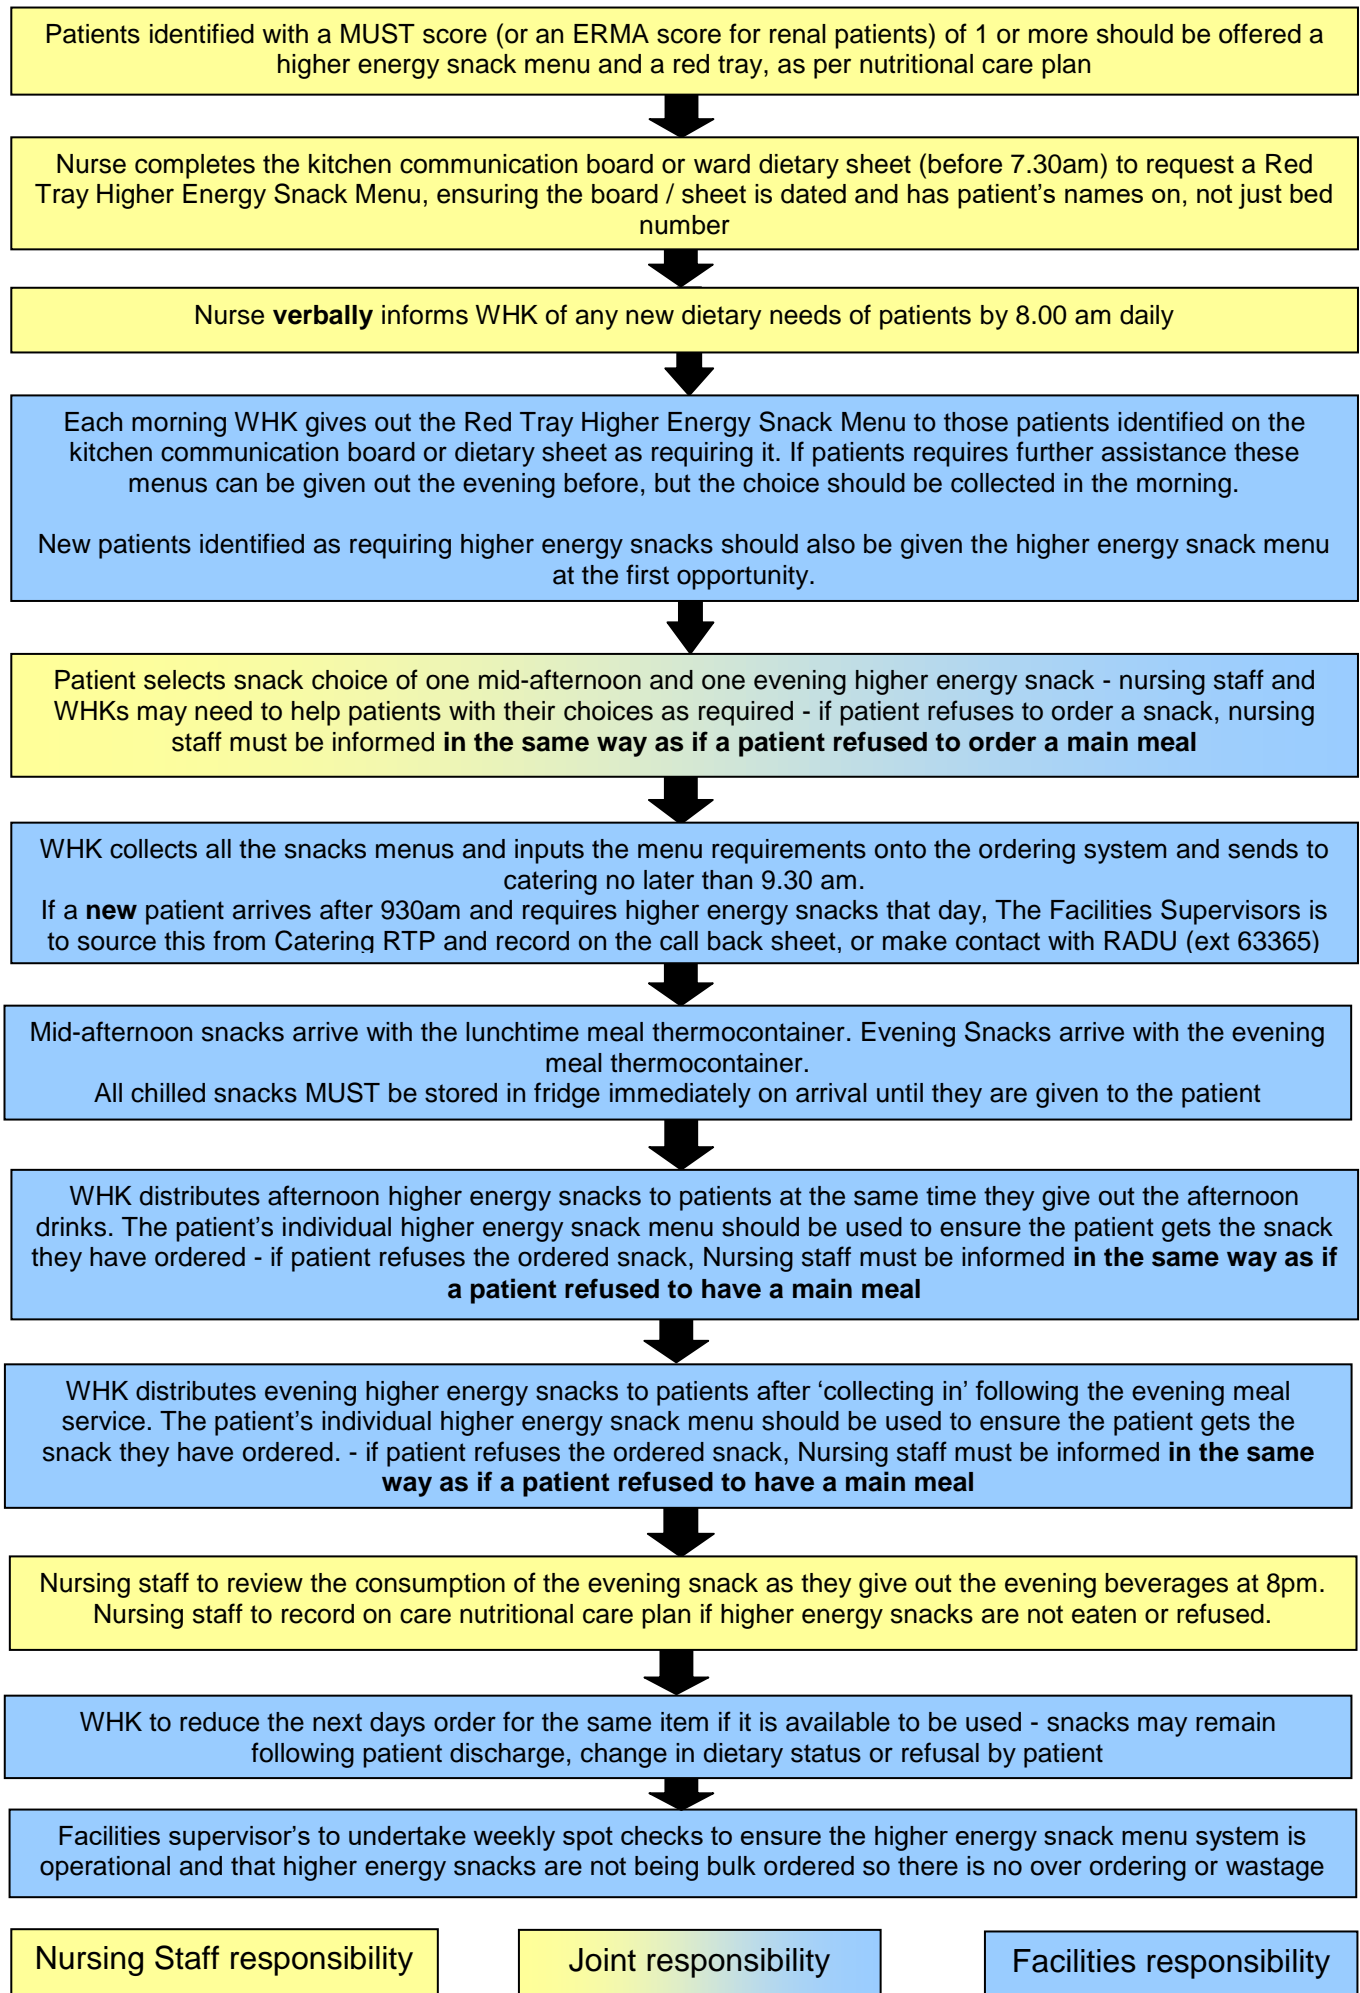 Patients identified with a MUST score (or an ERMA score for renal patients) of 1 or more should be offered a
higher energy snack menu and a red tray, as per nutritional care plan
Nurse completes the kitchen communication board or ward dietary sheet (before 7.30am) to request a Red
Tray Higher Energy Snack Menu, ensuring the board / sheet is dated and has patient’s names on, not just bed
number
Nurse verbally informs WHK of any new dietary needs of patients by 8.00 am daily
Each morning WHK gives out the Red Tray Higher Energy Snack Menu to those patients identified on the
kitchen communication board or dietary sheet as requiring it. If patients requires further assistance these
menus can be given out the evening before, but the choice should be collected in the morning.
New patients identified as requiring higher energy snacks should also be given the higher energy snack menu
at the first opportunity.
Patient selects snack choice of one mid-afternoon and one evening higher energy snack - nursing staff and
WHKs may need to help patients with their choices as required - if patient refuses to order a snack, nursing
staff must be informed in the same way as if a patient refused to order a main meal
WHK collects all the snacks menus and inputs the menu requirements onto the ordering system and sends to
catering no later than 9.30 am.
If a new patient arrives after 930am and requires higher energy snacks that day, The Facilities Supervisors is
to source this from Catering RTP and record on the call back sheet, or make contact with RADU (ext 63365)
Mid-afternoon snacks arrive with the lunchtime meal thermocontainer. Evening Snacks arrive with the evening
meal thermocontainer.
All chilled snacks MUST be stored in fridge immediately on arrival until they are given to the patient
WHK distributes afternoon higher energy snacks to patients at the same time they give out the afternoon
drinks. The patient’s individual higher energy snack menu should be used to ensure the patient gets the snack
they have ordered - if patient refuses the ordered snack, Nursing staff must be informed in the same way as if
a patient refused to have a main meal
WHK distributes evening higher energy snacks to patients after ‘collecting in’ following the evening meal
service. The patient’s individual higher energy snack menu should be used to ensure the patient gets the
snack they have ordered. - if patient refuses the ordered snack, Nursing staff must be informed in the same
way as if a patient refused to have a main meal
Nursing staff to review the consumption of the evening snack as they give out the evening beverages at 8pm.
Nursing staff to record on care nutritional care plan if higher energy snacks are not eaten or refused.
WHK to reduce the next days order for the same item if it is available to be used - snacks may remain
following patient discharge, change in dietary status or refusal by patient
Facilities supervisor’s to undertake weekly spot checks to ensure the higher energy snack menu system is
operational and that higher energy snacks are not being bulk ordered so there is no over ordering or wastage
Nursing Staff responsibility
Joint responsibility
Facilities responsibility